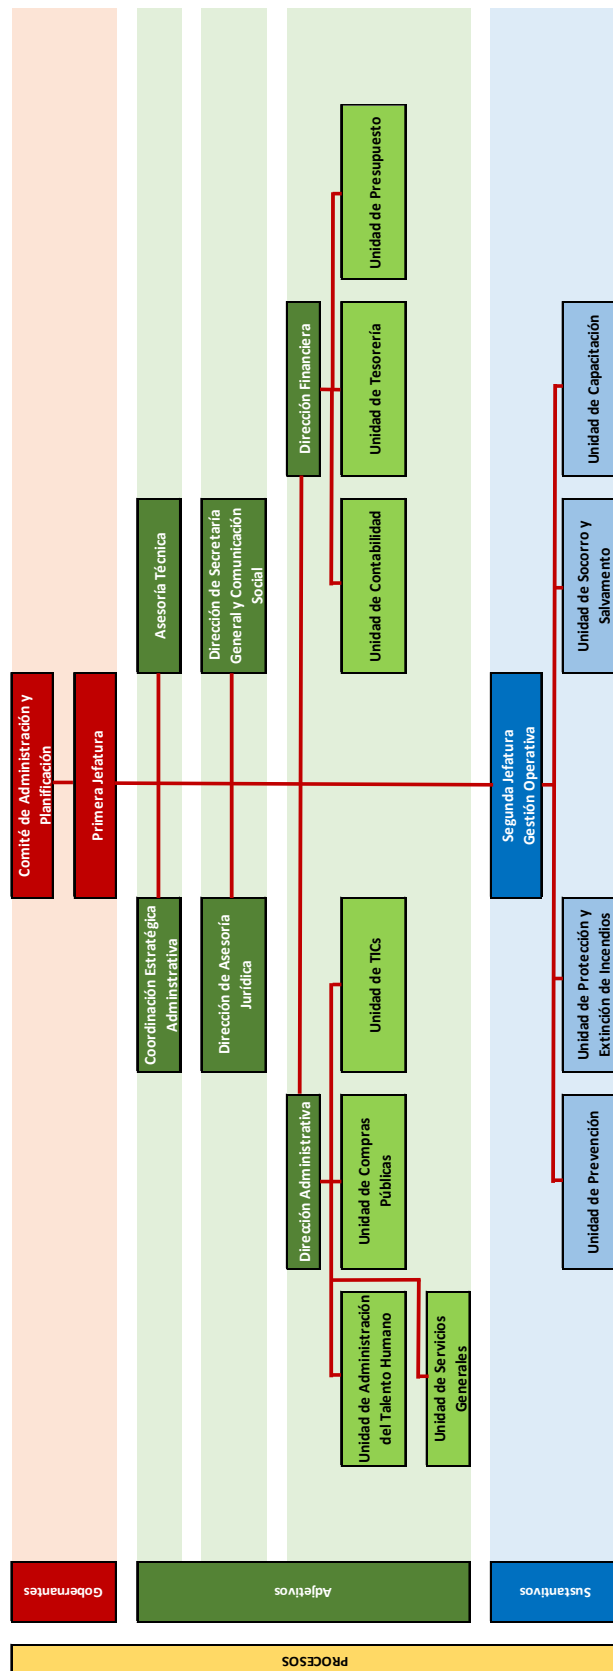 PROCESOS
Gobernantes
Comité de Administración y
Planificación
Primera Jefatura
Adjetivos
Coordinación Estratégica
Adminstrativa
Asesoría Técnica
Dirección de Asesoría
Jurídica
Dirección de Secretaría
General y Comunicación
Social
Dirección Administrativa
Dirección Financiera
Unidad de Administración
del Talento Humano
Unidad de Compras
Públicas
Unidad de TICs
Unidad de Contabilidad
Unidad de Tesorería
Unidad de Presupuesto
Unidad de Servicios
Generales
Sustantivos
Segunda Jefatura
Gestión Operativa
Unidad de Prevención
Unidad de Protección y
Extinción de Incendios
Unidad de Socorro y
Salvamento
Unidad de Capacitación